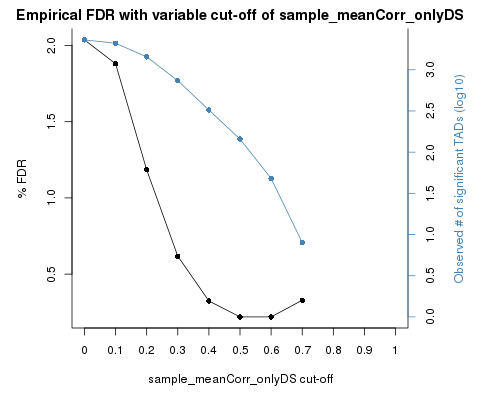 Empirical FDR with variable cut-off of sample_meanCorr_onlyDS
2.0
1.5
1.0
0.5
% FDR
3.0
2.5
2.0
1.5
1.0
0.5
0.0
Observed # of significant TADs (log10)
0 0.1 0.2 0.3 0.4 0.5 0.6 0.7 0.8 0.9 1
sample_meanCorr_onlyDS cut-off